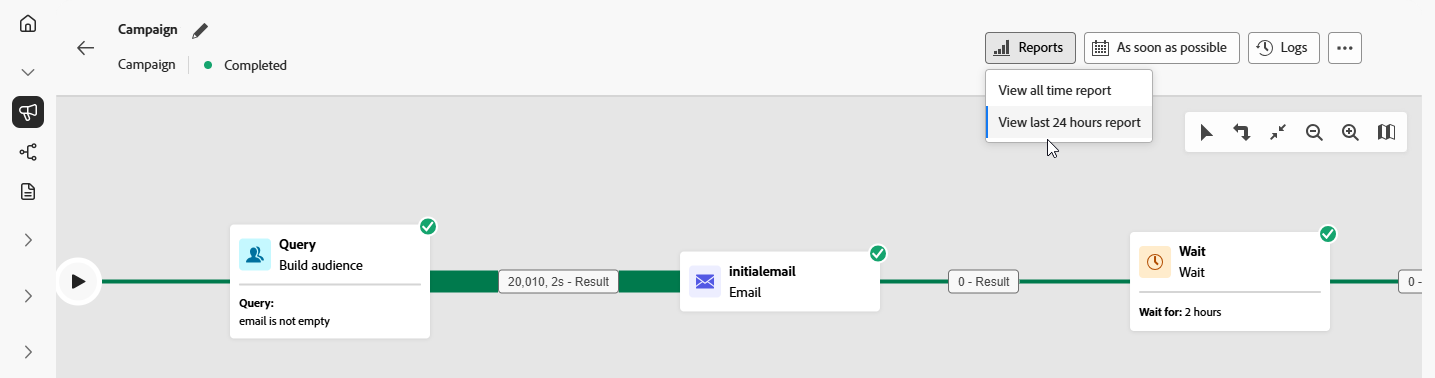 Campaign
Campaign
Completed
Reports
As soon as possible
Logs
View all time report
View last 24 hours report
Query
Build audience
Query:
email is not empty
20,010, 2s - Result
initialemail
Email
0 - Result
Wait
Wait
Wait for: 2 hours
0 -